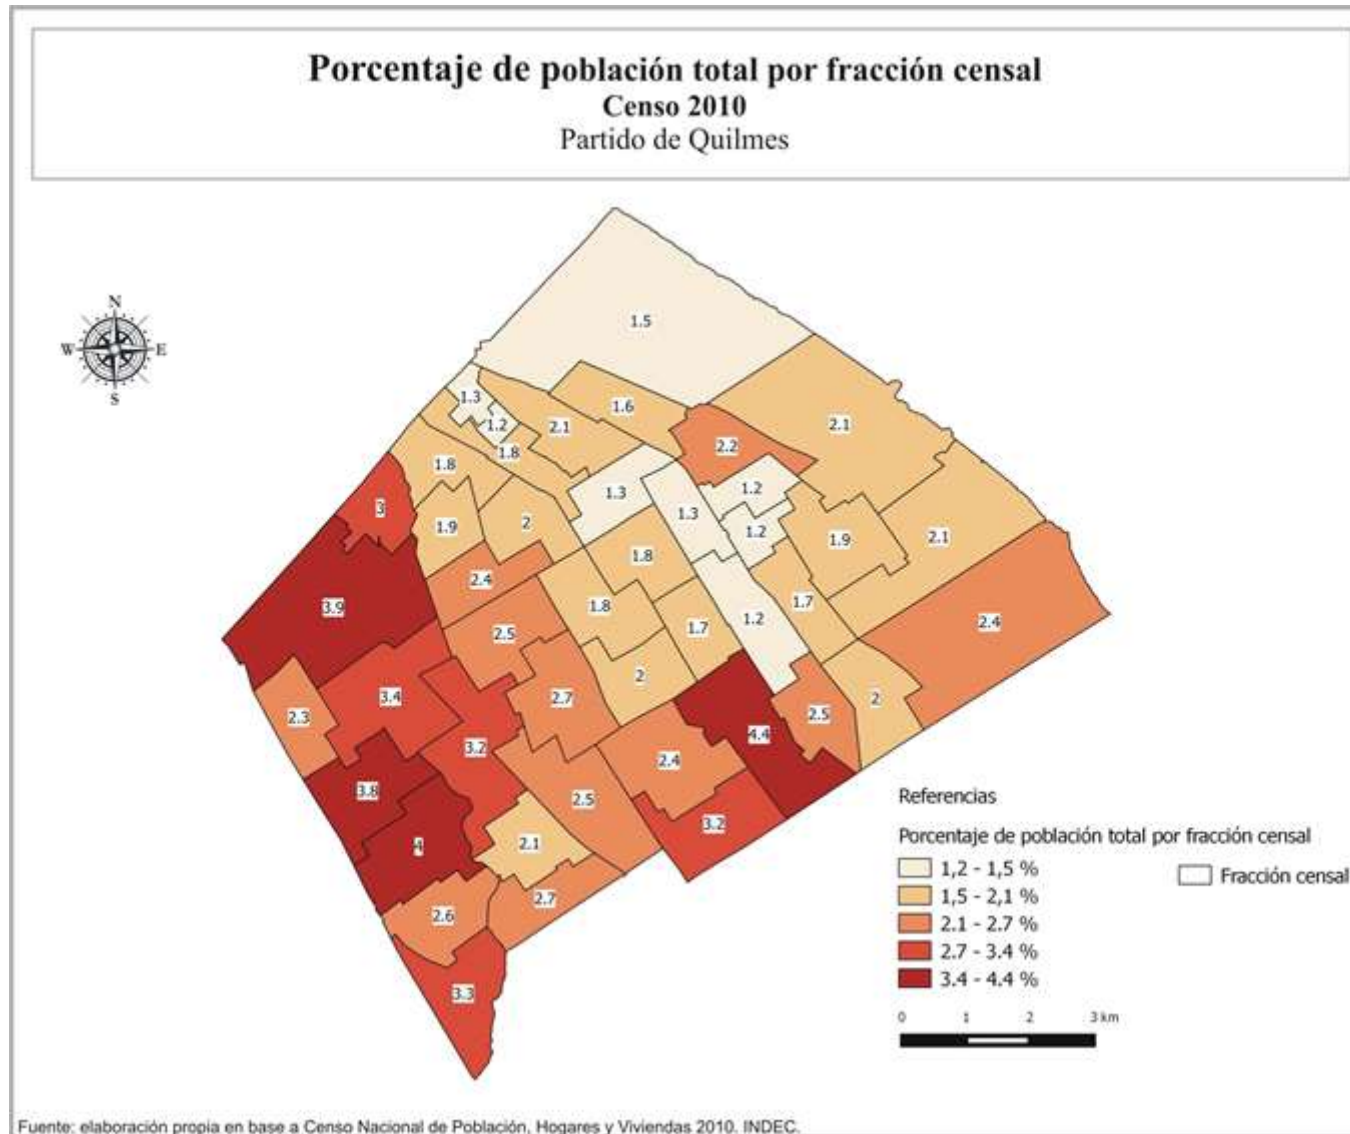 Porcentaje de población total por fracción censal
Censo 2010
Partido de Quilmes
N
W E
S
1.5
1.3
1.6
1.2
2.1
2.1
2.2
1.8
1.8
1.2
1.3
3
1.3
1.9
2
1.2
1.9
2.1
1.8
2.4
3.9
1.8
1.7
1.2
2.4
2.5
1.7
2
3.4
2.7
2
2.3
2.5
4.4
3.2
2.4
3.8
2.5
3.2
4
2.1
2.7
2.6
3.3
Referencias
Porcentaje de población total por fracción censal
1,2 - 1,5 %
Fracción censal
1,5 - 2,1 %
2.1 - 2.7 %
2.7 - 3.4 %
3.4 - 4.4 %
0 1 2 3 km
Fuente: elaboración propia en base a Censo Nacional de Población, Hogares y Viviendas 2010. INDEC.